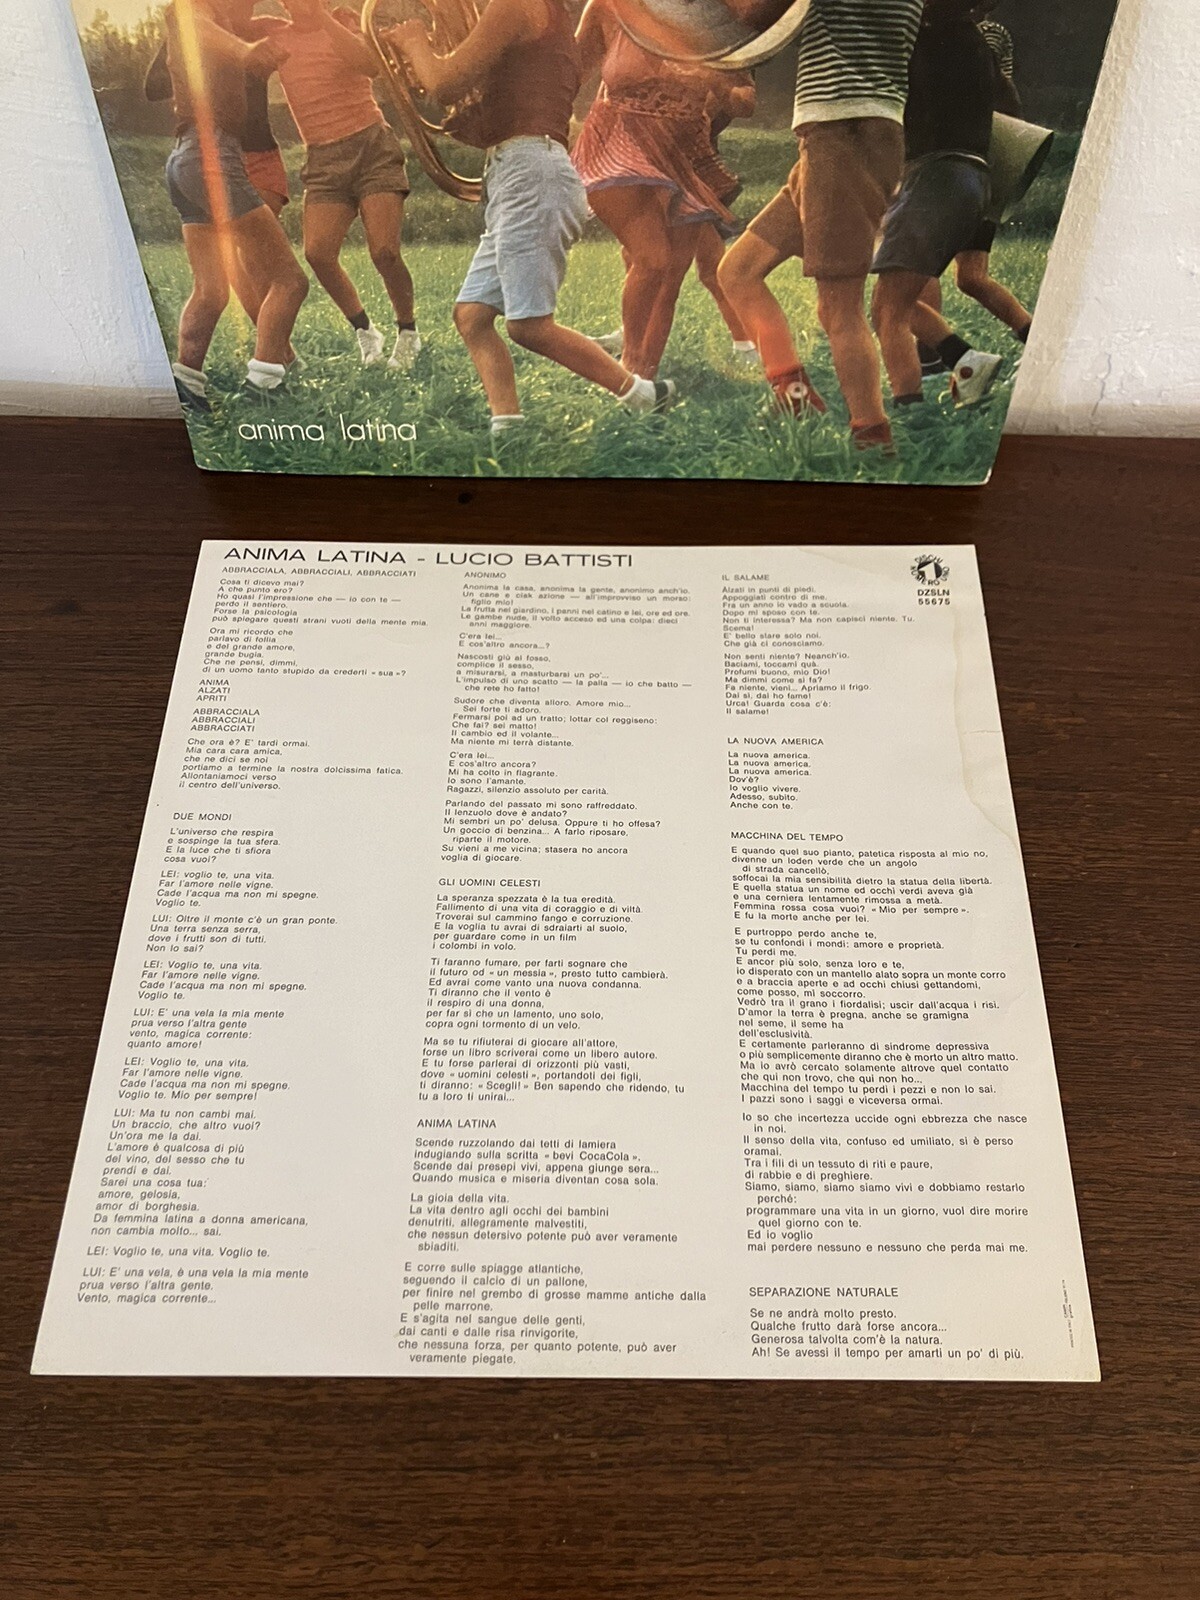 anima latina
ANIMA LATINA - LUCIO BATTISTI
DISCHI NUMERO UNO
DZSLN
55675
ABBRACCIALA, ABBRACCIALI, ABBRACCIATI
Cosa ti dicevo mai?
A che punto ero?
Ho quasi l'impressione che — io con te —
perdo il sentiero.
Forse la psicologia
può spiegare questi strani vuoti della mente mia.
Ora mi ricordo che
parlavo di follia
e del grande amore,
grande bugia.
Che ne pensi, dimmi,
di un uomo tanto stupido da crederti « sua »?
ANIMA
ALZATI
APRITI
ABBRACCIALA
ABBRACCIALI
ABBRACCIATI
Che ora è? E' tardi ormai.
Mia cara cara amica,
che ne dici se noi
portiamo a termine la nostra dolcissima fatica.
Allontaniamoci verso
il centro dell'universo.
DUE MONDI
L'universo che respira
e sospinge la tua sfera.
E la luce che ti sfiora
cosa vuoi?
LEI: voglio te, una vita.
Far l'amore nelle vigne.
Cade l'acqua ma non mi spegne.
Voglio te.
LUI: Oltre il monte c'è un gran ponte.
Una terra senza serra,
dove i frutti son di tutti.
Non lo sai?
LEI: Voglio te, una vita.
Far l'amore nelle vigne.
Cade l'acqua ma non mi spegne.
Voglio te.
LUI: E' una vela la mia mente
prua verso l'altra gente
vento, magica corrente:
quanto amore!
LEI: Voglio te, una vita.
Far l'amore nelle vigne.
Cade l'acqua ma non mi spegne.
Voglio te. Mio per sempre!
LUI: Ma tu non cambi mai.
Un braccio, che altro vuoi?
Un'ora me la dai.
L'amore è qualcosa di più
del vino, del sesso che tu
prendi e dai.
Sarei una cosa tua:
amore, gelosia,
amor di borghesia.
Da femmina latina a donna americana,
non cambia molto... sai.
LEI: Voglio te, una vita. Voglio te.
LUI: E' una vela, è una vela la mia mente
prua verso l'altra gente.
Vento, magica corrente...
ANONIMO
Anonima la casa, anonima la gente, anonimo anch'io.
Un cane e ciak azione — all'improvviso un morso:
figlio mio!
La frutta nel giardino, i panni nel catino e lei, ore ed ore.
Le gambe nude, il volto acceso ed una colpa: dieci
anni maggiore.
C'era lei...
E cos'altro ancora...?
Nascosti giù al fosso,
complice il sesso,
a misurarsi, a masturbarsi un po'...
L'impulso di uno scatto — la palla — io che batto —
che rete ho fatto!
Sudore che diventa alloro. Amore mio...
Sei forte ti adoro.
Fermarsi poi ad un tratto; lottar col reggiseno:
Che fai? sei matto!
Il cambio ed il volante...
Ma niente mi terrà distante.
C'era lei...
E cos'altro ancora?
Mi ha colto in flagrante.
Io sono l'amante.
Ragazzi, silenzio assoluto per carità.
Parlando del passato mi sono raffreddato.
Il lenzuolo dove è andato?
Mi sembri un po' delusa. Oppure ti ho offesa?
Un goccio di benzina... A farlo riposare,
riparte il motore.
Su vieni a me vicina; stasera ho ancora
voglia di giocare.
GLI UOMINI CELESTI
La speranza spezzata è la tua eredità.
Fallimento di una vita di coraggio e di viltà
Troverai sul cammino fango e corruzione.
E la voglia tu avrai di sdraiarti al suolo,
per guardare come in un film
i colombi in volo.
Ti faranno fumare, per farti sognare che
il futuro od « un messia », presto tutto cambierà.
Ed avrai come vanto una nuova condanna.
Ti diranno che il vento è
il respiro di una donna,
per far sì che un lamento, uno solo,
copra ogni tormento di un velo.
Ma se tu rifiuterai di giocare all'attore,
forse un libro scriverai come un libero autore.
E tu forse parlerai di orizzonti più vasti,
dove « uomini celesti », portandoti dei figli,
ti diranno: « Scegli! » Ben sapendo che ridendo, tu
tu a loro ti unirai...
ANIMA LATINA
Scende ruzzolando dai tetti di lamiera
indugiando sulla scritta « bevi CocaCola ».
Scende dai presepi vivi, appena giunge sera...
Quando musica e miseria diventan cosa sola.
La gioia della vita.
La vita dentro agli occhi dei bambini
denutriti, allegramente malvestiti,
che nessun detersivo potente può aver veramente
sbiaditi.
E corre sulle spiagge atlantiche,
seguendo il calcio di un pallone,
per finire nel grembo di grosse mamme antiche dalla
pelle marrone.
E s'agita nel sangue delle genti,
dai canti e dalle risa rinvigorite,
che nessuna forza, per quanto potente, può aver
veramente piegate.
IL SALAME
Alzati in punti di piedi.
Appoggiati contro di me.
Fra un anno io vado a scuola.
Dopo mi sposo con te.
Non ti interessa? Ma non capisci niente. Tu.
Scema!
E' bello stare solo noi.
Che già ci conosciamo.
Non senti niente? Neanch'io.
Baciami, toccami quà.
Profumi buono, mio Dio!
Ma dimmi come si fa?
Fa niente, vieni... Apriamo il frigo.
Dai sì, dai ho fame!
Urca! Guarda cosa c'è:
Il salame!
LA NUOVA AMERICA
La nuova america.
La nuova america.
La nuova america.
Dov'è?
Io voglio vivere.
Adesso, subito.
Anche con te.
MACCHINA DEL TEMPO
E quando quel suo pianto, patetica risposta al mio no,
divenne un loden verde che un angolo
di strada cancellò,
soffocai la mia sensibilità dietro la statua della libertà.
E quella statua un nome ed occhi verdi aveva già
e una cerniera lentamente rimossa a metà.
Femmina rossa cosa vuoi? « Mio per sempre ».
E fu la morte anche per lei.
E purtroppo perdo anche te,
se tu confondi i mondi: amore e proprietà.
Tu perdi me.
E ancor più solo, senza loro e te,
io disperato con un mantello alato sopra un monte corro
e a braccia aperte e ad occhi chiusi gettandomi,
come posso, mi soccorro.
Vedrò tra il grano i fiordalisi; uscir dall'acqua i risi.
D'amor la terra è pregna, anche se gramigna
nel seme, il seme ha
dell'esclusività.
E certamente parleranno di sindrome depressiva
o più semplicemente diranno che è morto un altro matto.
Ma io avrò cercato solamente altrove quel contatto
che qui non trovo, che qui non ho...
Macchina del tempo tu perdi i pezzi e non lo sai.
I pazzi sono i saggi e viceversa ormai.
Io so che incertezza uccide ogni ebbrezza che nasce
in noi.
Il senso della vita, confuso ed umiliato, si è perso
oramai.
Tra i fili di un tessuto di riti e paure,
di rabbie e di preghiere.
Siamo, siamo, siamo siamo vivi e dobbiamo restarlo
perché:
programmare una vita in un giorno, vuol dire morire
quel giorno con te.
Ed io voglio
mai perdere nessuno e nessuno che perda mai me.
SEPARAZIONE NATURALE
Se ne andrà molto presto.
Qualche frutto darà forse ancora...
Generosa talvolta com'è la natura.
Ah! Se avessi il tempo per amarti un po' di più.